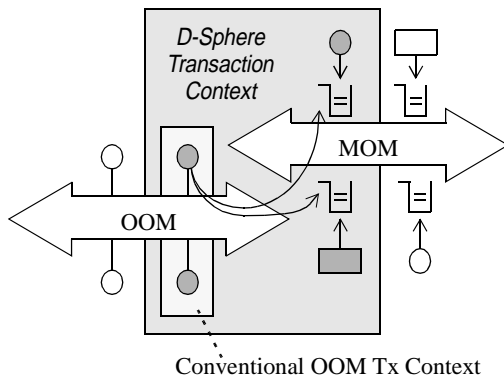 D-Sphere
Transaction
Context
MOM
OOM
Conventional OOM Tx Context